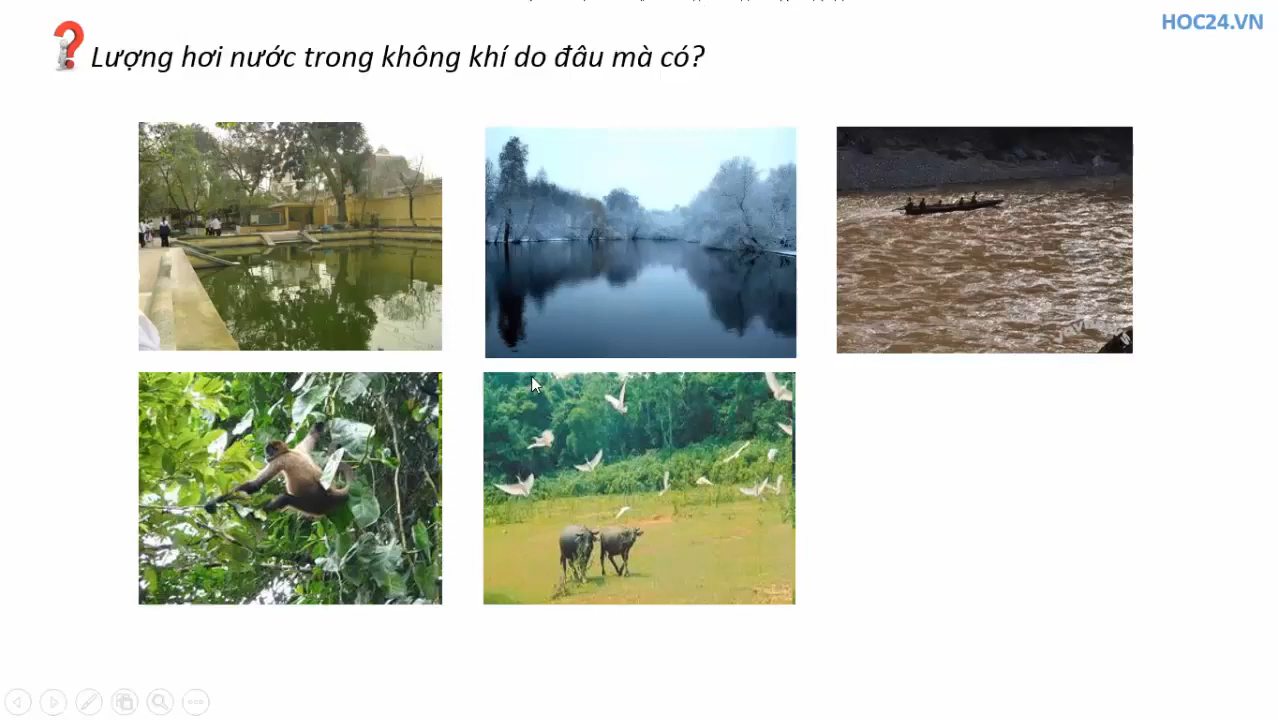 HOC24.VN
Lượng hơi nước trong không khí do đâu mà có?